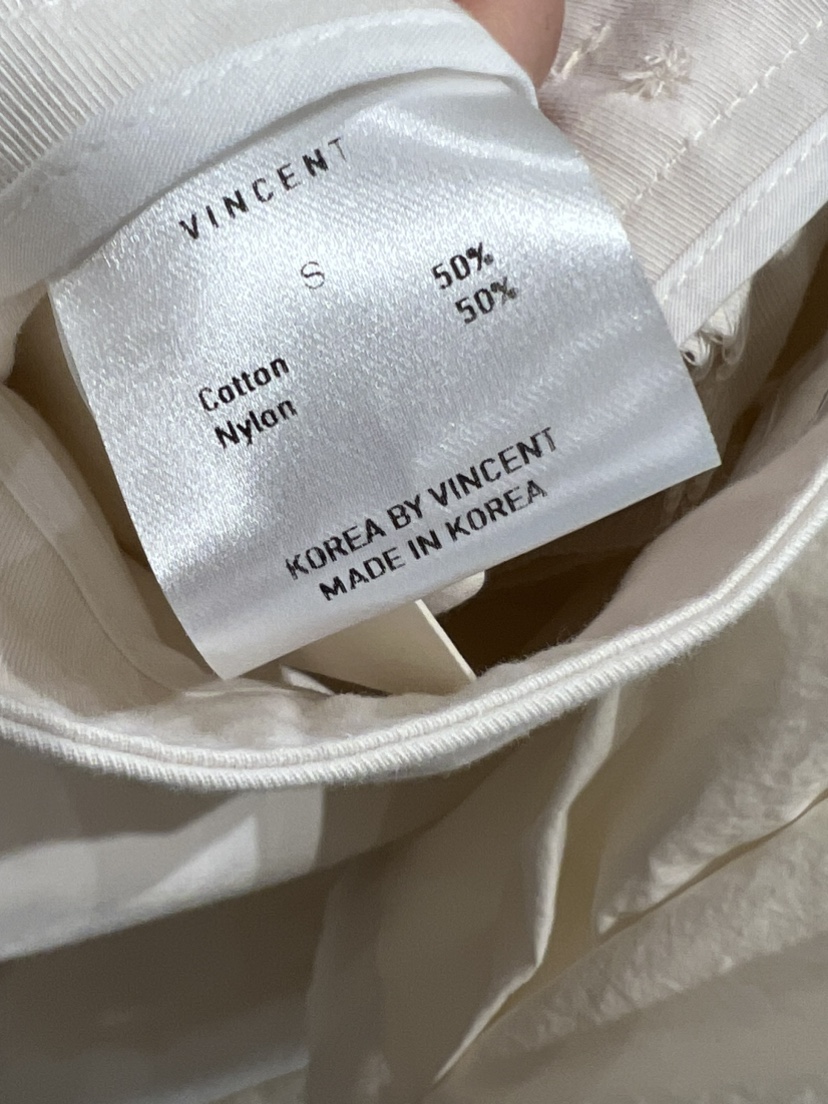 VINCENT
S
Cotton 50%
Nylon 50%
KOREA BY VINCENT
MADE IN KOREA